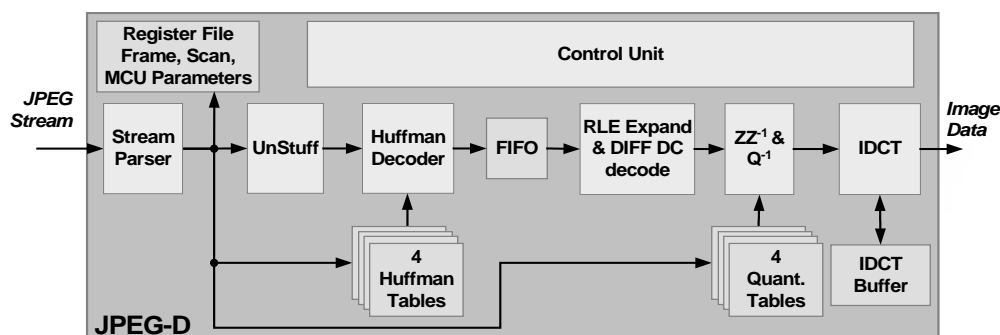 Register File
Frame, Scan,
MCU Parameters
Control Unit
JPEG
Stream
Stream
Parser
UnStuff
Huffman
Decoder
FIFO
RLE Expand
& DIFF DC
decode
ZZ⁻¹ &
Q⁻¹
IDCT
Image
Data
4
Huffman
Tables
4
Quant.
Tables
IDCT
Buffer
JPEG-D